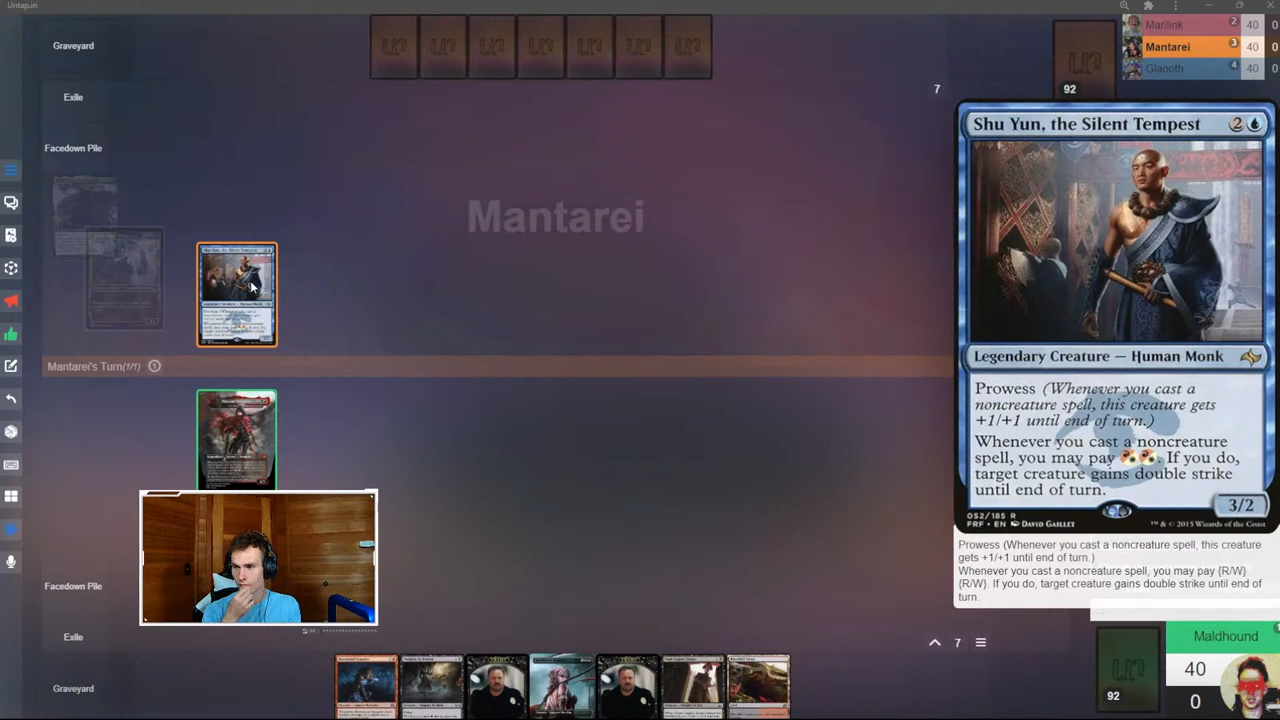 Untap.in
Graveyard
Manlink 2 40 0
Mantarei 3 40 0
Glaooth 4 40 0
Exile
7
92
Facedown Pile
Shu Yun, the Silent Tempest 2
Mantarei
Legendary Creature — Human Monk
Mantarei's Turn(1/1) 1
Prowess (Whenever you cast a
noncreature spell, this creature gets
+1/+1 until end of turn.)
Whenever you cast a noncreature
spell, you may pay . If you do,
target creature gains double strike
until end of turn.
3/2
052/185 R
FRF • EN DAVID GAILLET
™ & © 2015 Wizards of the Coast
Prowess (Whenever you cast a noncreature spell, this creature
gets +1/+1 until end of turn.)
Whenever you cast a noncreature spell, you may pay {R/W}
{R/W}. If you do, target creature gains double strike until end of
turn.
Facedown Pile
Exile
7
Maldhound
40
Graveyard
92
0